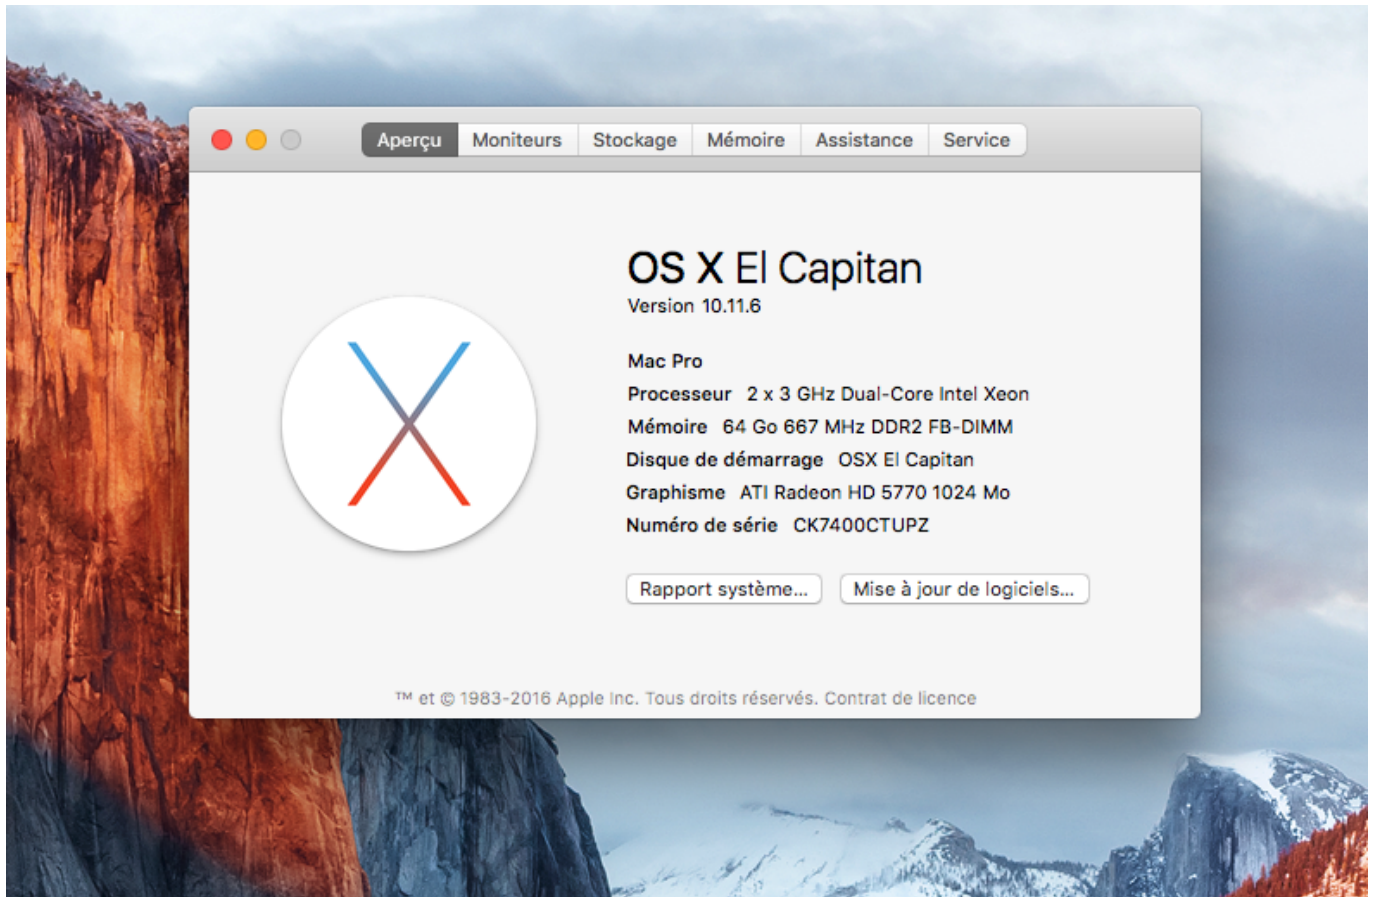 Aperçu Moniteurs Stockage Mémoire Assistance Service
OS X El Capitan
Version 10.11.6
Mac Pro
Processeur 2 x 3 GHz Dual-Core Intel Xeon
Mémoire 64 Go 667 MHz DDR2 FB-DIMM
Disque de démarrage OSX El Capitan
Graphisme ATI Radeon HD 5770 1024 Mo
Numéro de série CK7400CTUPZ
Rapport système... Mise à jour de logiciels...
™ et © 1983-2016 Apple Inc. Tous droits réservés. Contrat de licence